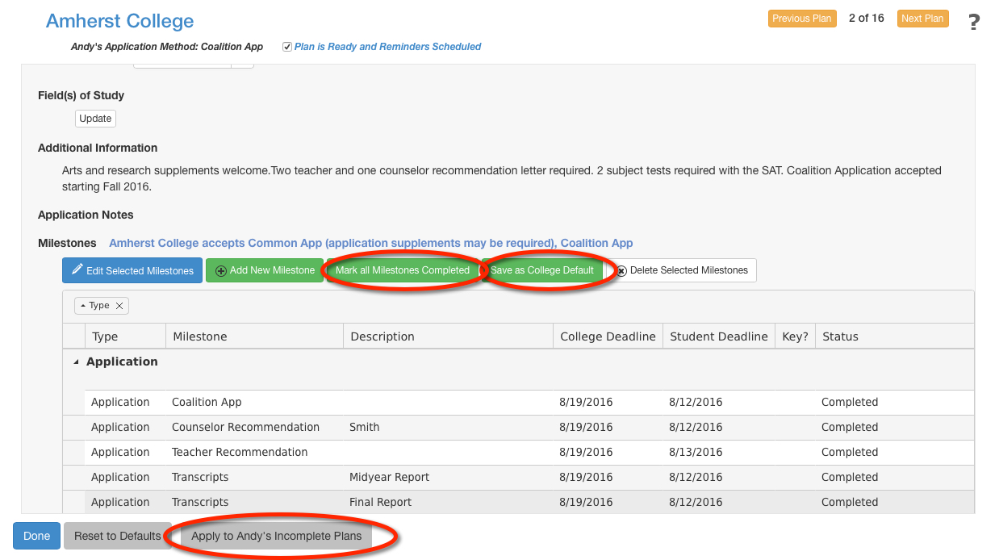 Amherst College
Previous Plan 2 of 16 Next Plan ?
Andy's Application Method: Coalition App Plan is Ready and Reminders Scheduled
Field(s) of Study
Update
Additional Information
Arts and research supplements welcome.Two teacher and one counselor recommendation letter required. 2 subject tests required with the SAT. Coalition Application accepted
starting Fall 2016.
Application Notes
Milestones Amherst College accepts Common App (application supplements may be required), Coalition App
Edit Selected Milestones Add New Milestone Mark all Milestones Completed Save as College Default Delete Selected Milestones
Type
Type Milestone Description College Deadline Student Deadline Key? Status
Application
Application Coalition App 8/19/2016 8/12/2016 Completed
Application Counselor Recommendation Smith 8/19/2016 8/12/2016 Completed
Application Teacher Recommendation 8/19/2016 8/13/2016 Completed
Application Transcripts Midyear Report 8/19/2016 8/12/2016 Completed
Application Transcripts Final Report 8/19/2016 8/12/2016 Completed
Done Reset to Defaults Apply to Andy's Incomplete Plans